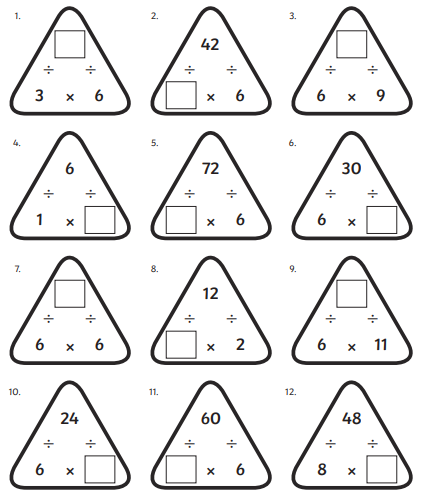 1. 2. 3.
42
÷ ÷ ÷ ÷ ÷ ÷
3 × 6 × 6 6 × 9
4. 5. 6.
6 72 30
÷ ÷ ÷ ÷ ÷ ÷
1 × × 6 6 ×
7. 8. 9.
12
÷ ÷ ÷ ÷ ÷ ÷
6 × 6 × 2 6 × 11
10. 11. 12.
24 60 48
÷ ÷ ÷ ÷ ÷ ÷
6 × × 6 8 ×